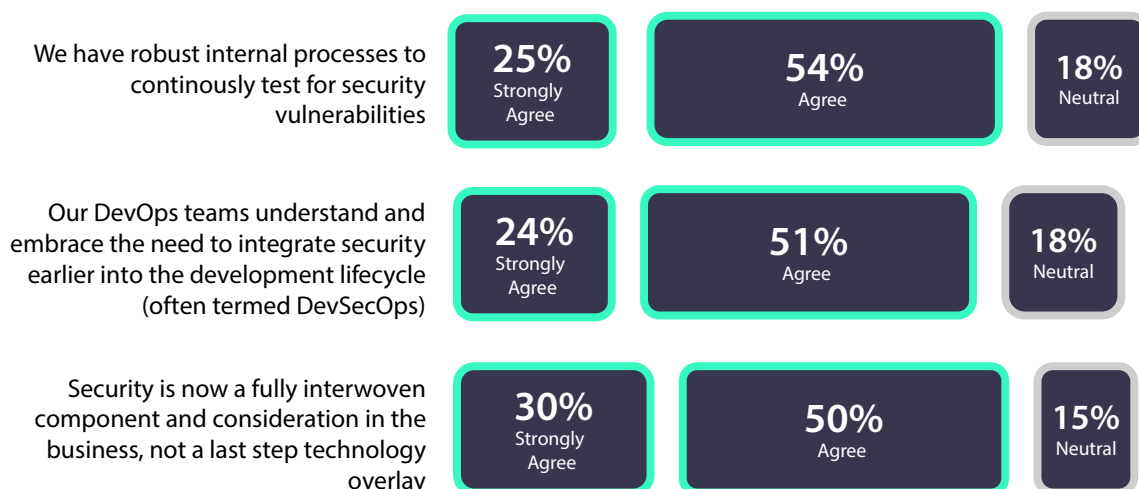 We have robust internal processes to
continously test for security
vulnerabilities
25%
Strongly
Agree
54%
Agree
18%
Neutral
Our DevOps teams understand and
embrace the need to integrate security
earlier into the development lifecycle
(often termed DevSecOps)
24%
Strongly
Agree
51%
Agree
18%
Neutral
Security is now a fully interwoven
component and consideration in the
business, not a last step technology
overlay
30%
Strongly
Agree
50%
Agree
15%
Neutral